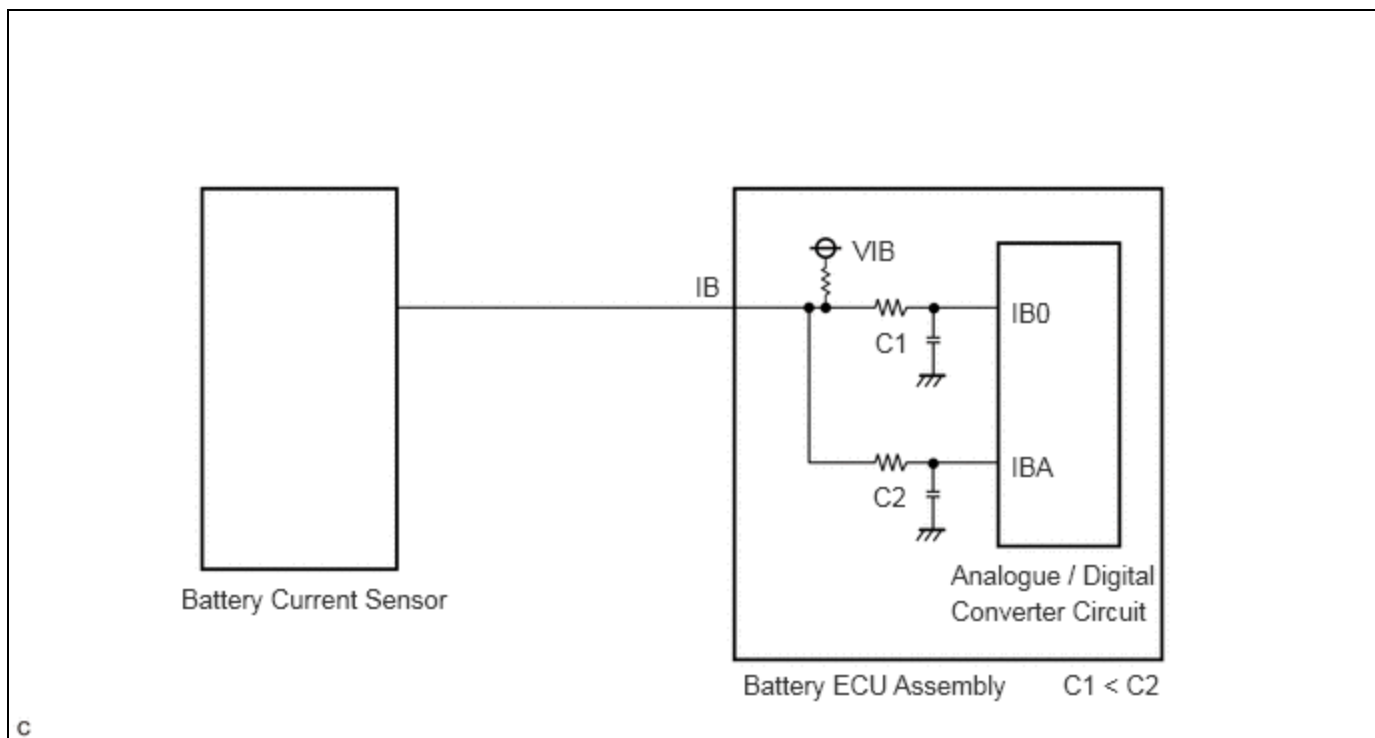 VIB
IB
IB0
C1
IBA
C2
Analogue / Digital
Converter Circuit
Battery Current Sensor
Battery ECU Assembly
C1 < C2
c